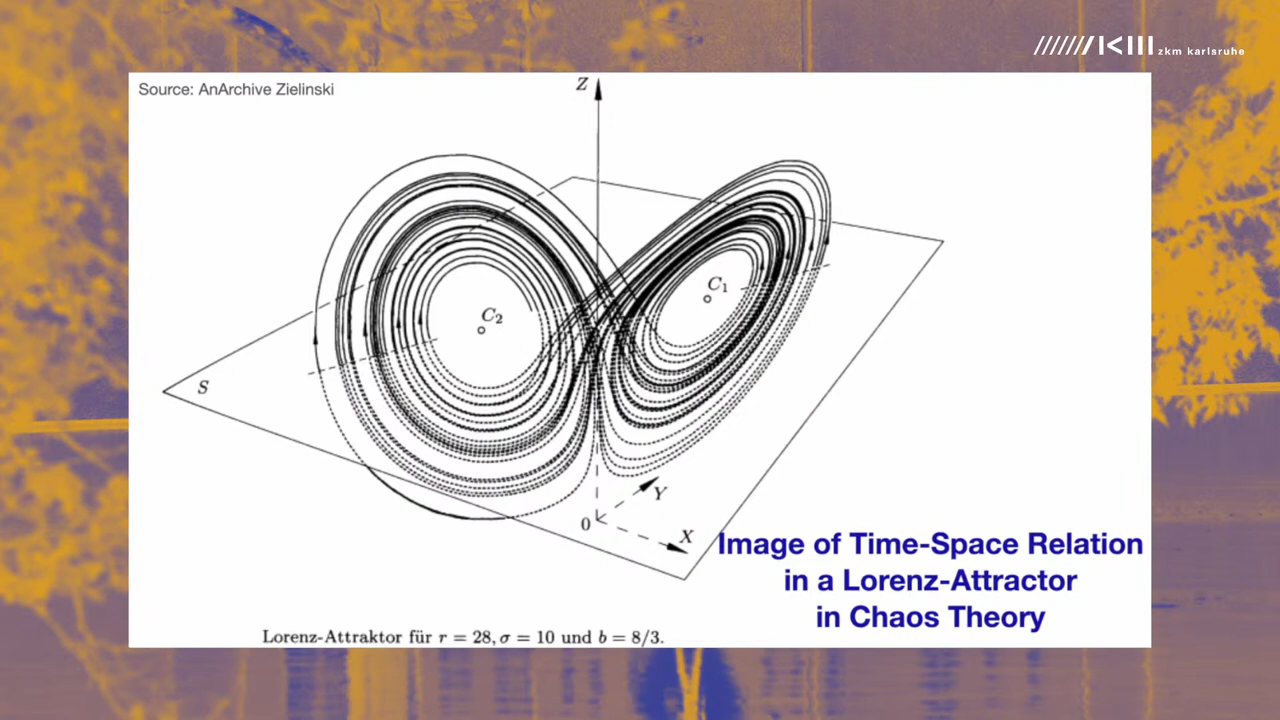 zkm karlsruhe
Source: AnArchive Zielinski
Z
C₁
C₂
S
Y
0
X
Image of Time-Space Relation
in a Lorenz-Attractor
in Chaos Theory
Lorenz-Attraktor für r = 28, σ = 10 und b = 8/3.